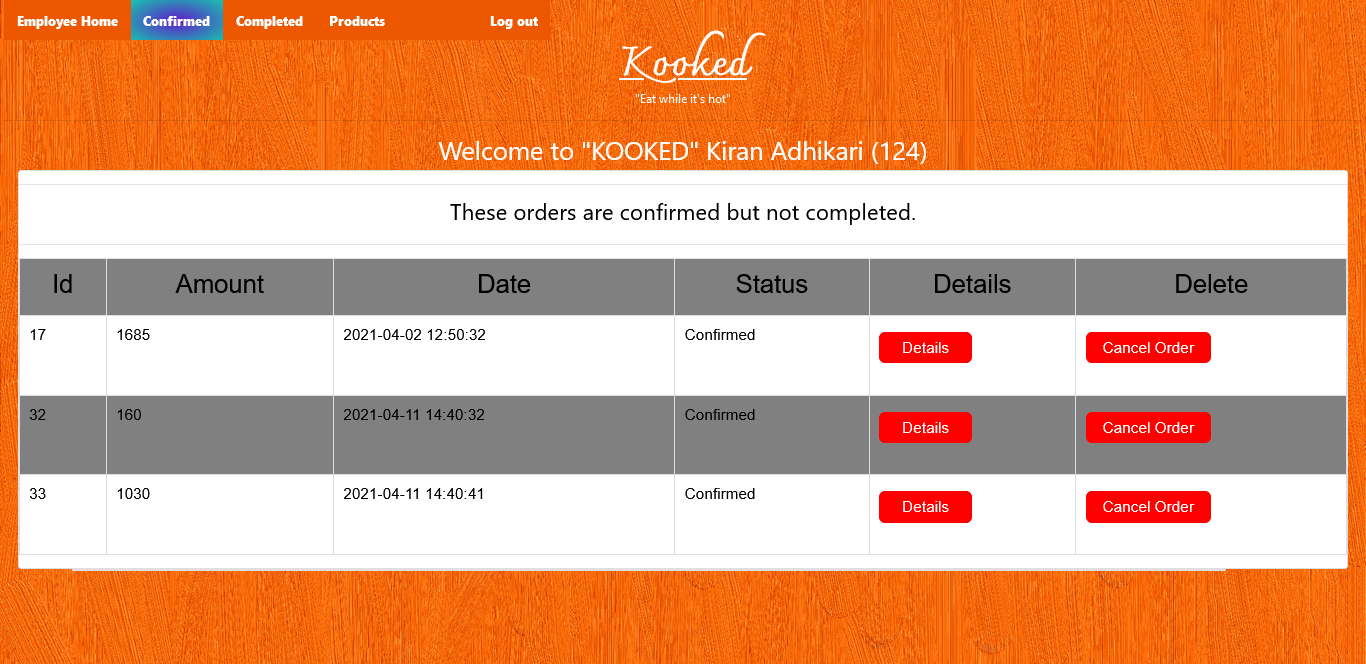 Employee Home Confirmed Completed Products Log out
Kooked
"Eat while it's hot"
Welcome to "KOOKED" Kiran Adhikari (124)
These orders are confirmed but not completed.
Id Amount Date Status Details Delete
17 1685 2021-04-02 12:50:32 Confirmed Details Cancel Order
32 160 2021-04-11 14:40:32 Confirmed Details Cancel Order
33 1030 2021-04-11 14:40:41 Confirmed Details Cancel Order